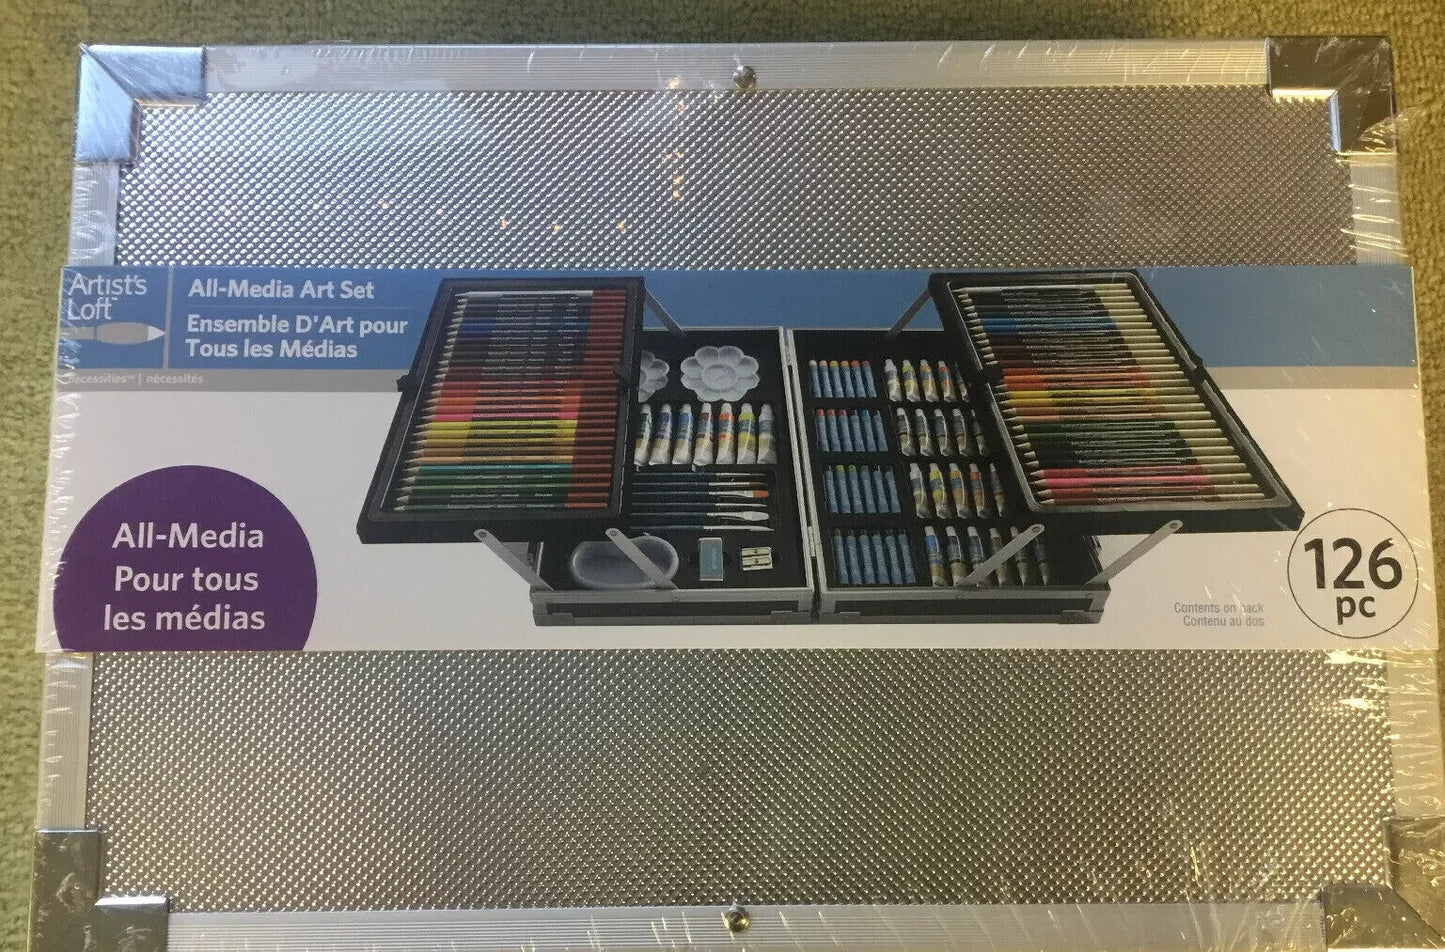 Artist's
Loft™
necessities™ | nécessités
All-Media Art Set
Ensemble D'Art pour
Tous les Médias
All-Media
Pour tous
les médias
Contents on back
Contenu au dos
126
pc